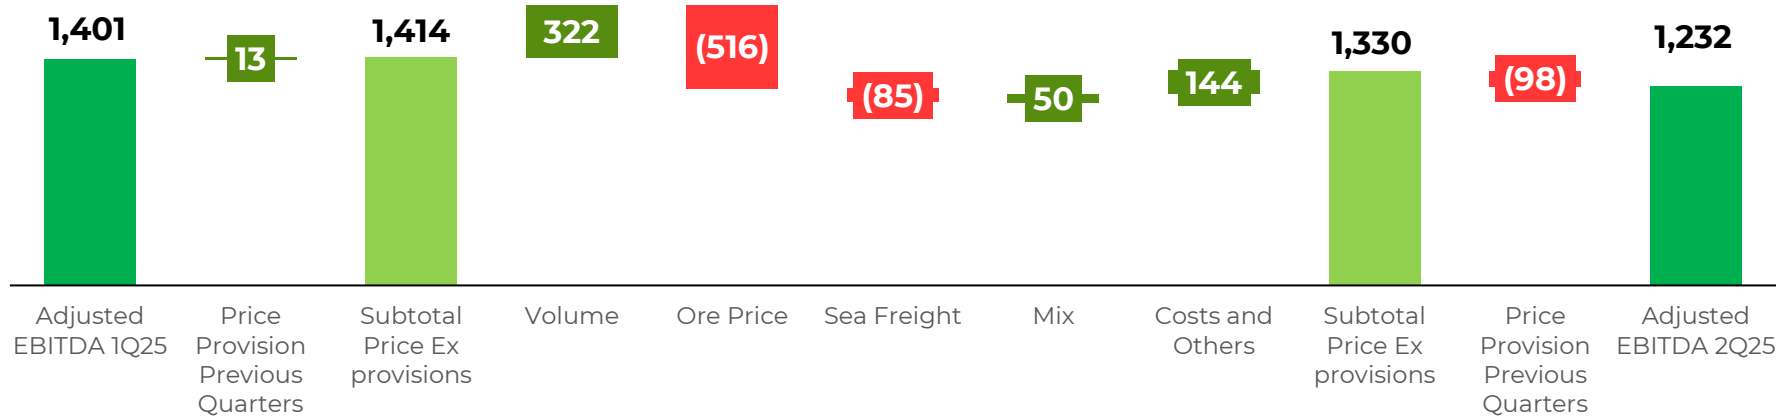 1,401
13
1,414
322
(516)
(85)
50
144
1,330
(98)
1,232
Adjusted
EBITDA 1Q25
Price
Provision
Previous
Quarters
Subtotal
Price Ex
provisions
Volume
Ore Price
Sea Freight
Mix
Costs and
Others
Subtotal
Price Ex
provisions
Price
Provision
Previous
Quarters
Adjusted
EBITDA 2Q25